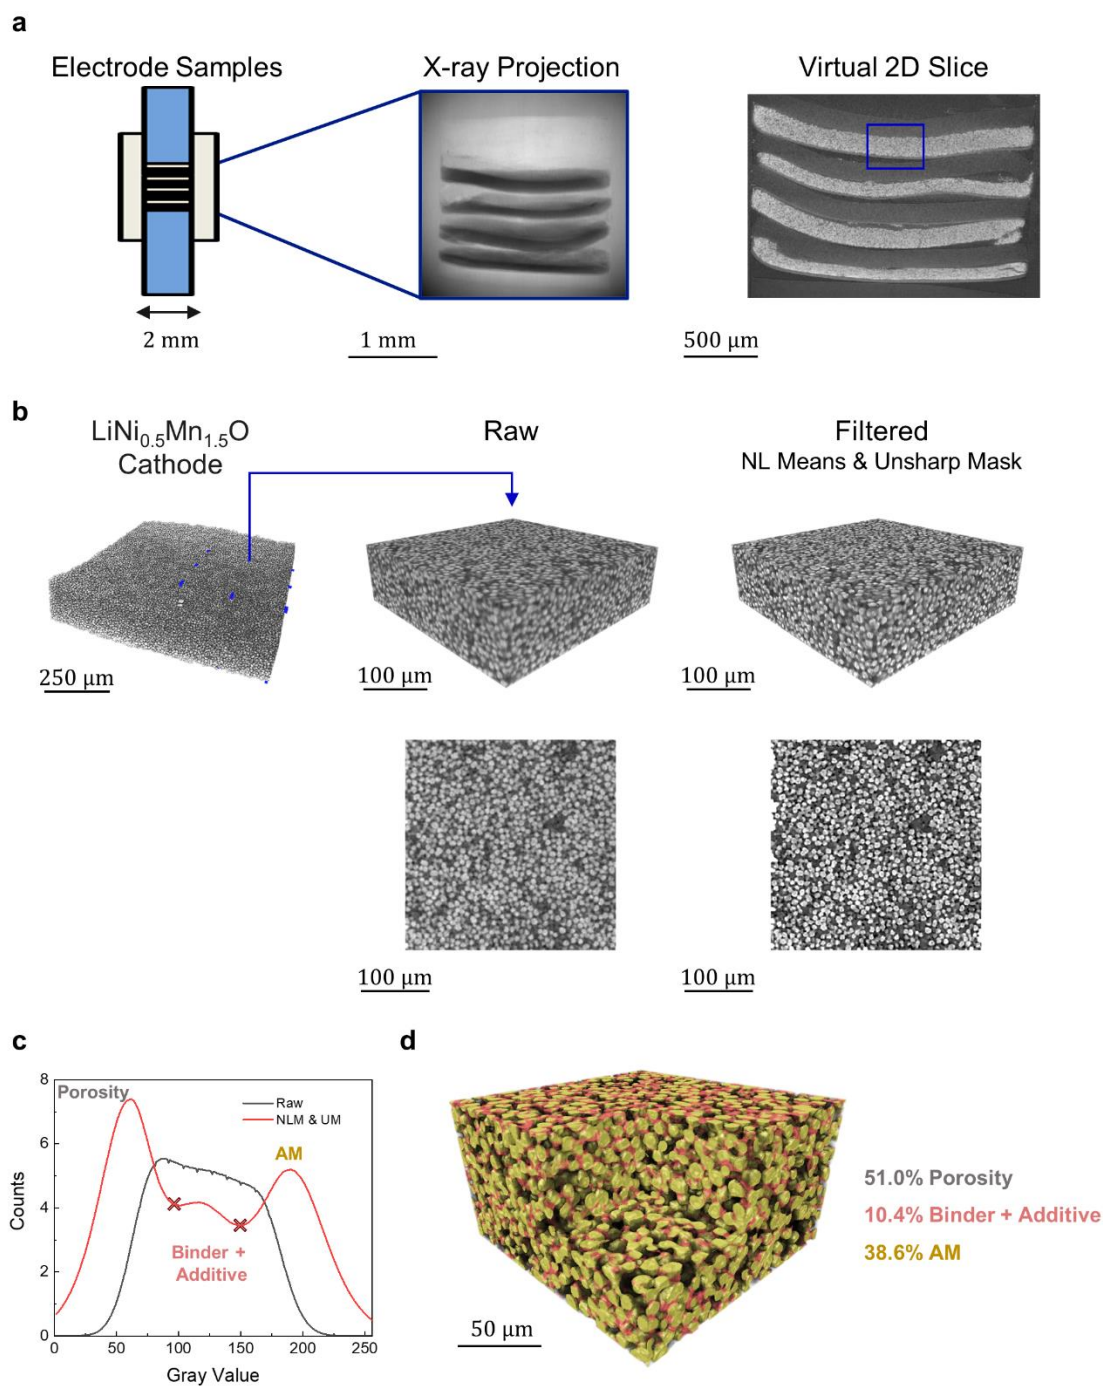 a
Electrode Samples
X-ray Projection
Virtual 2D Slice
2 mm
1 mm
500 µm
b
LiNi₀.₅Mn₁.₅O
Cathode
Raw
Filtered
NL Means & Unsharp Mask
250 µm
100 µm
100 µm
100 µm
100 µm
c
Porosity
Raw
NLM & UM
AM
Binder +
Additive
Counts
8
6
4
2
0
0
50
100
150
200
250
Gray Value
d
51.0% Porosity
10.4% Binder + Additive
38.6% AM
50 µm